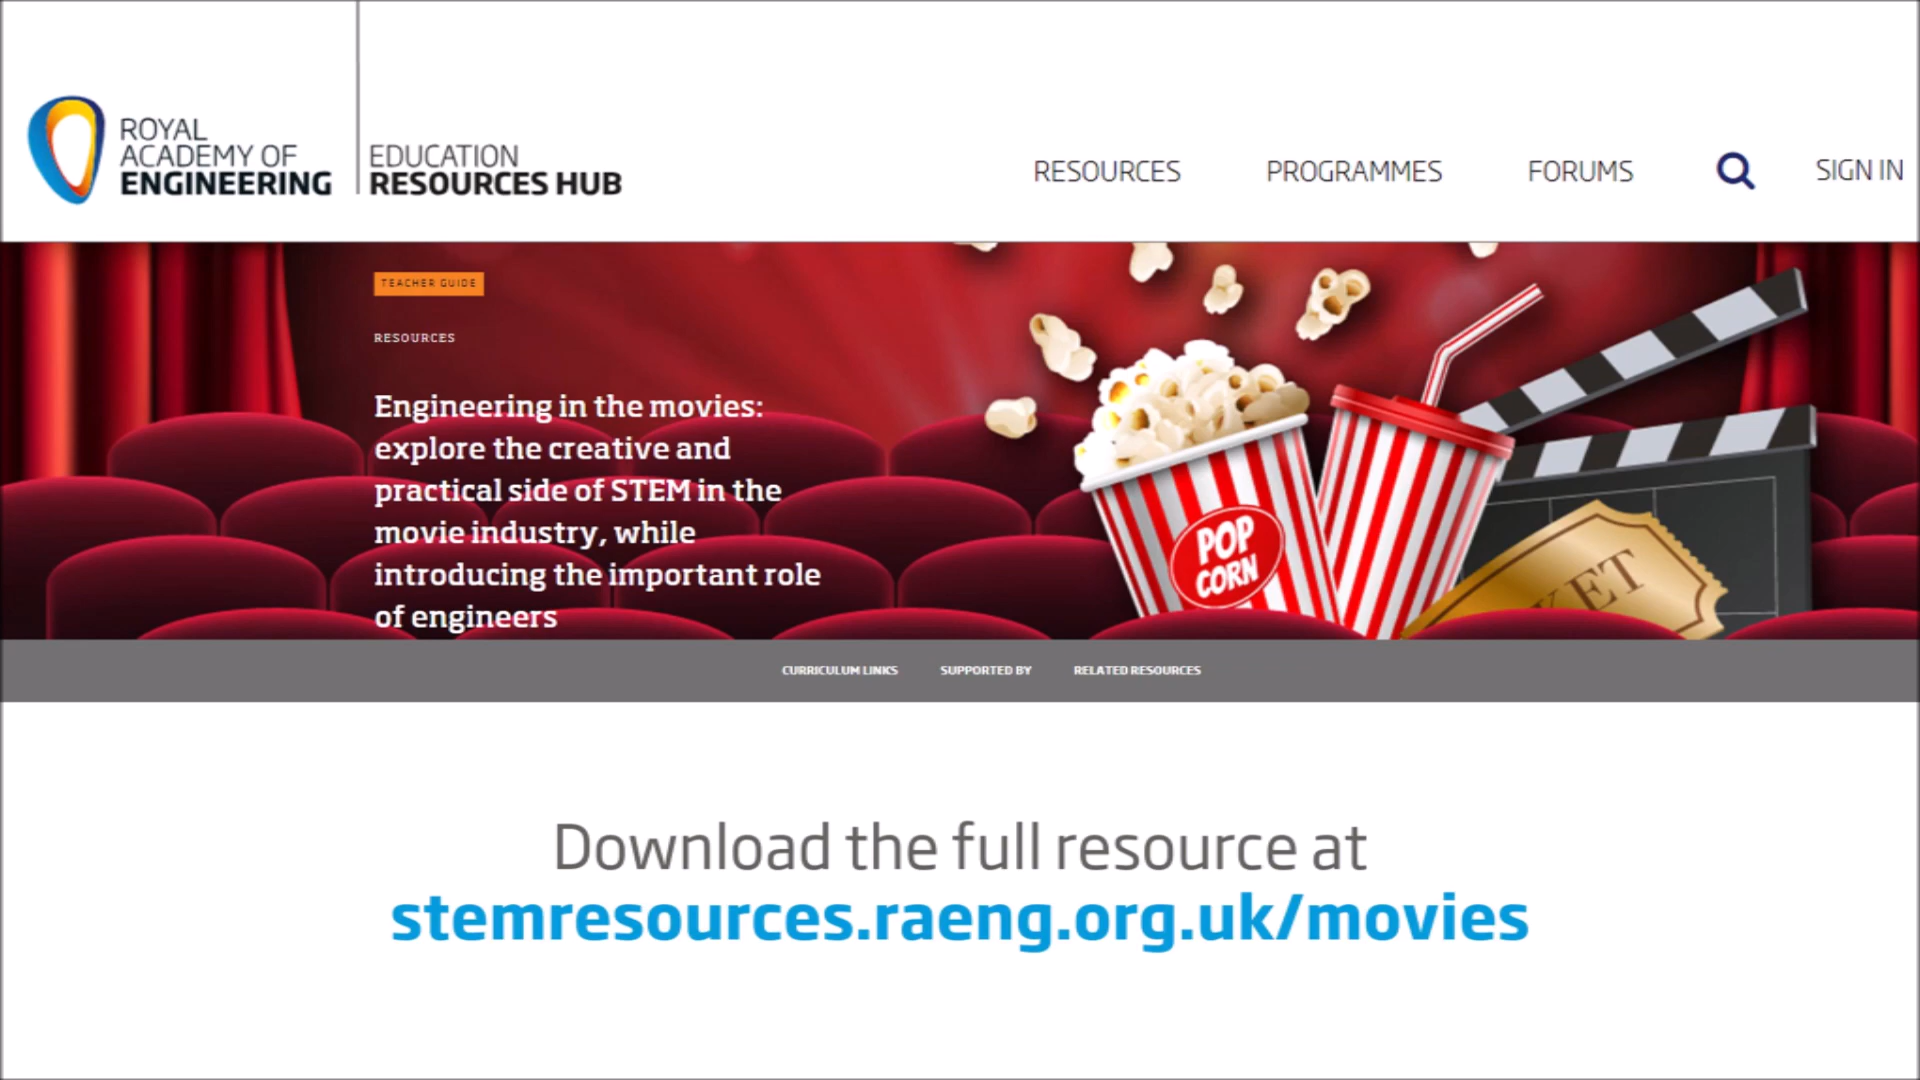 ROYAL
ACADEMY OF
ENGINEERING
EDUCATION
RESOURCES HUB
RESOURCES
PROGRAMMES
FORUMS
SIGN IN
TEACHER GUIDE
RESOURCES
Engineering in the movies:
explore the creative and
practical side of STEM in the
movie industry, while
introducing the important role
of engineers
POP
CORN
KET
CURRICULUM LINKS
SUPPORTED BY
RELATED RESOURCES
Download the full resource at
stemresources.raeng.org.uk/movies